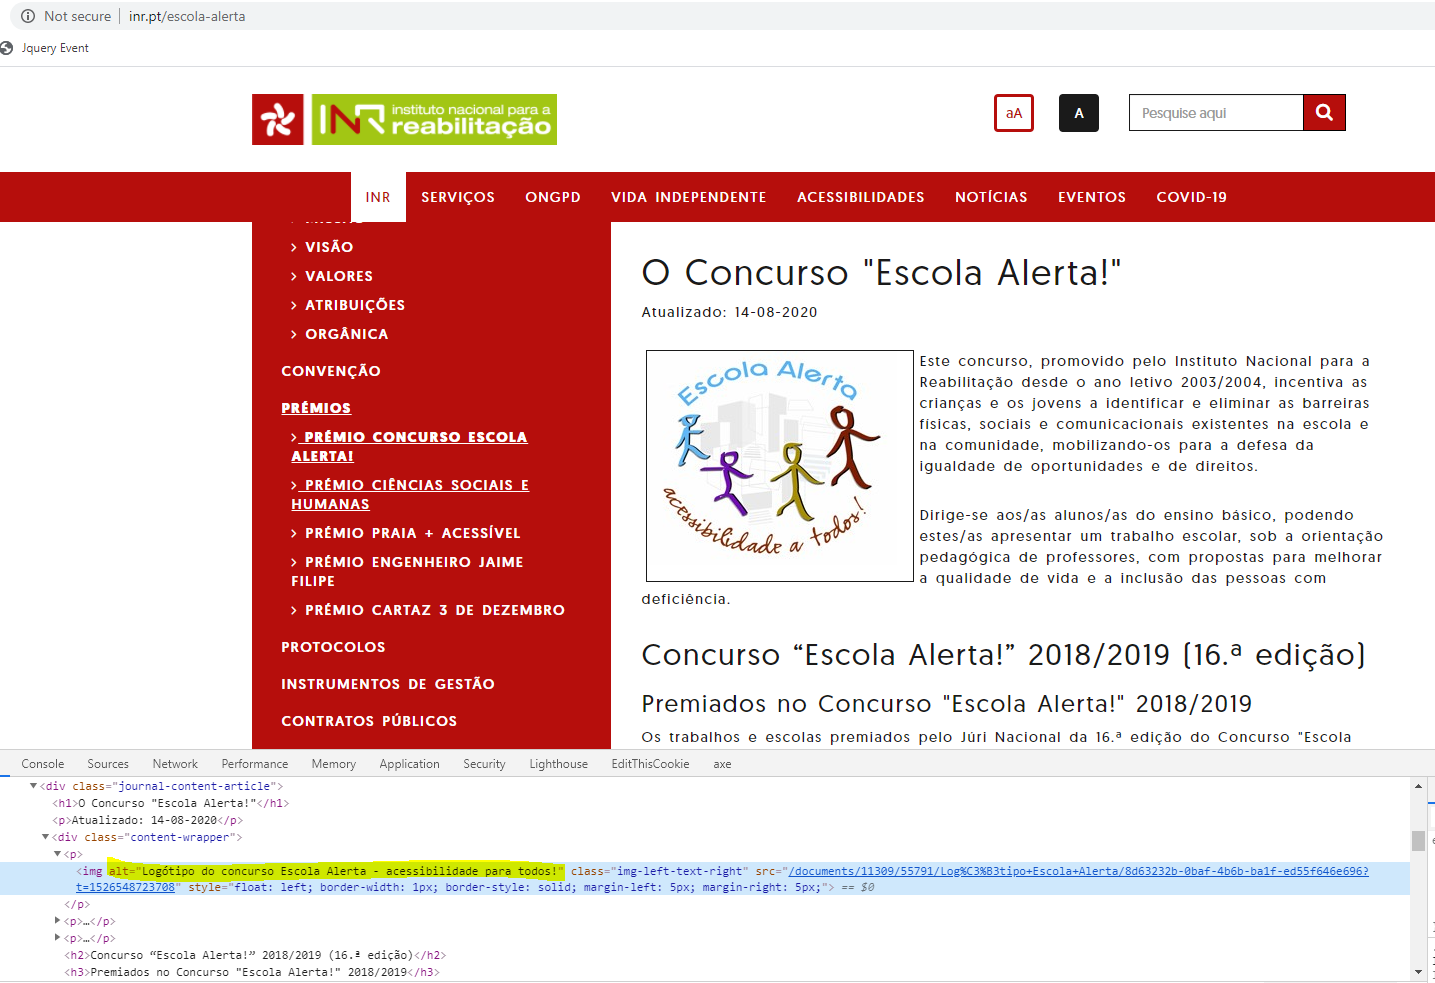 Not secure | inr.pt/escola-alerta
Jquery Event
INR instituto nacional para a
reabilitação
aA
A
Pesquise aqui
INR SERVIÇOS ONGPD VIDA INDEPENDENTE ACESSIBILIDADES NOTÍCIAS EVENTOS COVID-19
> VISÃO
> VALORES
> ATRIBUIÇÕES
> ORGÂNICA
CONVENÇÃO
PRÉMIOS
> PRÉMIO CONCURSO ESCOLA
ALERTA!
> PRÉMIO CIÊNCIAS SOCIAIS E
HUMANAS
> PRÉMIO PRAIA + ACESSÍVEL
> PRÉMIO ENGENHEIRO JAIME
FILIPE
> PRÉMIO CARTAZ 3 DE DEZEMBRO
PROTOCOLOS
INSTRUMENTOS DE GESTÃO
CONTRATOS PÚBLICOS
O Concurso "Escola Alerta!"
Atualizado: 14-08-2020
Escola Alerta
acessibilidade a todos!
Este concurso, promovido pelo Instituto Nacional para a
Reabilitação desde o ano letivo 2003/2004, incentiva as
crianças e os jovens a identificar e eliminar as barreiras
físicas, sociais e comunicacionais existentes na escola e
na comunidade, mobilizando-os para a defesa da
igualdade de oportunidades e de direitos.
Dirige-se aos/as alunos/as do ensino básico, podendo
estes/as apresentar um trabalho escolar, sob a orientação
pedagógica de professores, com propostas para melhorar
a qualidade de vida e a inclusão das pessoas com
deficiência.
Concurso “Escola Alerta!” 2018/2019 (16.ª edição)
Premiados no Concurso "Escola Alerta!" 2018/2019
Os trabalhos e escolas premiados pelo Júri Nacional da 16.ª edição do Concurso "Escola
Console Sources Network Performance Memory Application Security Lighthouse EditThisCookie axe
<div class="journal-content-article">
<h1>O Concurso "Escola Alerta!"</h1>
<p>Atualizado: 14-08-2020</p>
<div class="content-wrapper">
<p>
<img alt="Logótipo do concurso Escola Alerta - acessibilidade para todos!" class="img-left-text-right" src="/documents/11309/55791/Log%C3%B3tipo+Escola+Alerta/8d63232b-0baf-4b6b-ba1f-ed55f646e696?
t=1526548723708" style="float: left; border-width: 1px; border-style: solid; margin-left: 5px; margin-right: 5px;"> == $0
</p>
<p>…</p>
<p>…</p>
<h2>Concurso “Escola Alerta!” 2018/2019 (16.ª edição)</h2>
<h3>Premiados no Concurso "Escola Alerta!" 2018/2019</h3>